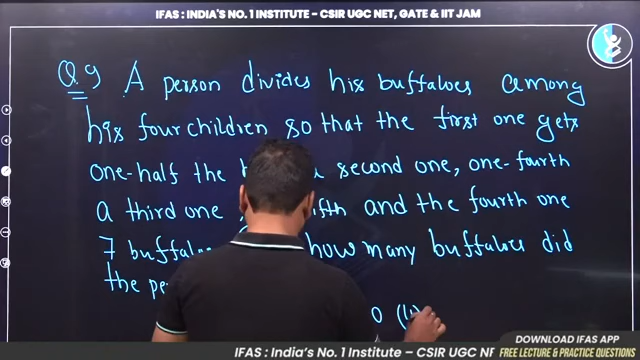 IFAS : INDIA'S NO. 1 INSTITUTE – CSIR UGC NET, GATE & IIT JAM
Q9 A person divides his buffaloes among
his four children so that the first one gets
one-half the second one, one-fourth
a third one and the fourth one
7 how many buffaloes did
the
0
DOWNLOAD IFAS APP
IFAS : India's No. 1 Institute – CSIR UGC NE FREE LECTURE & PRACTICE QUESTIONS